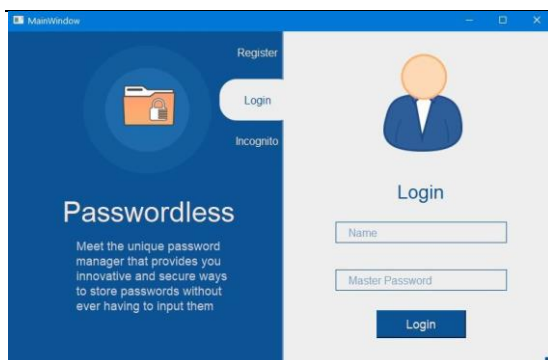 MainWindow
Register
Login
Incognito
Passwordless
Meet the unique password
manager that provides you
innovative and secure ways
to store passwords without
ever having to input them
Login
Name
Master Password
Login